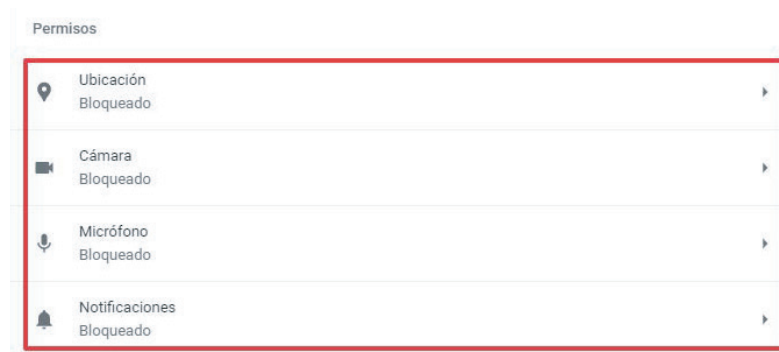 Permisos
Ubicación
Bloqueado
Cámara
Bloqueado
Micrófono
Bloqueado
Notificaciones
Bloqueado